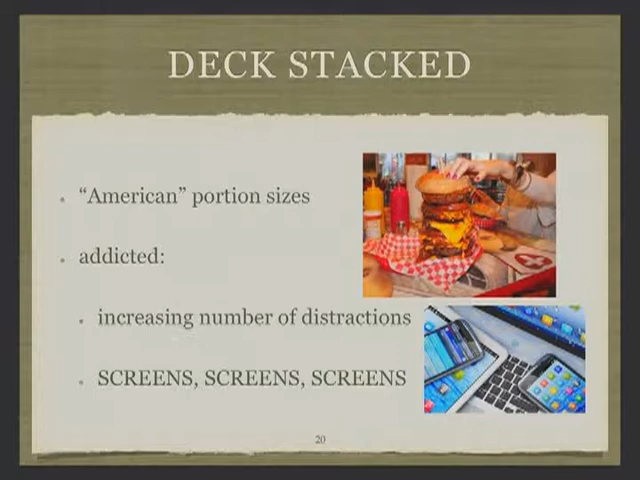 DECK STACKED
“American” portion sizes
addicted:
increasing number of distractions
SCREENS, SCREENS, SCREENS
20